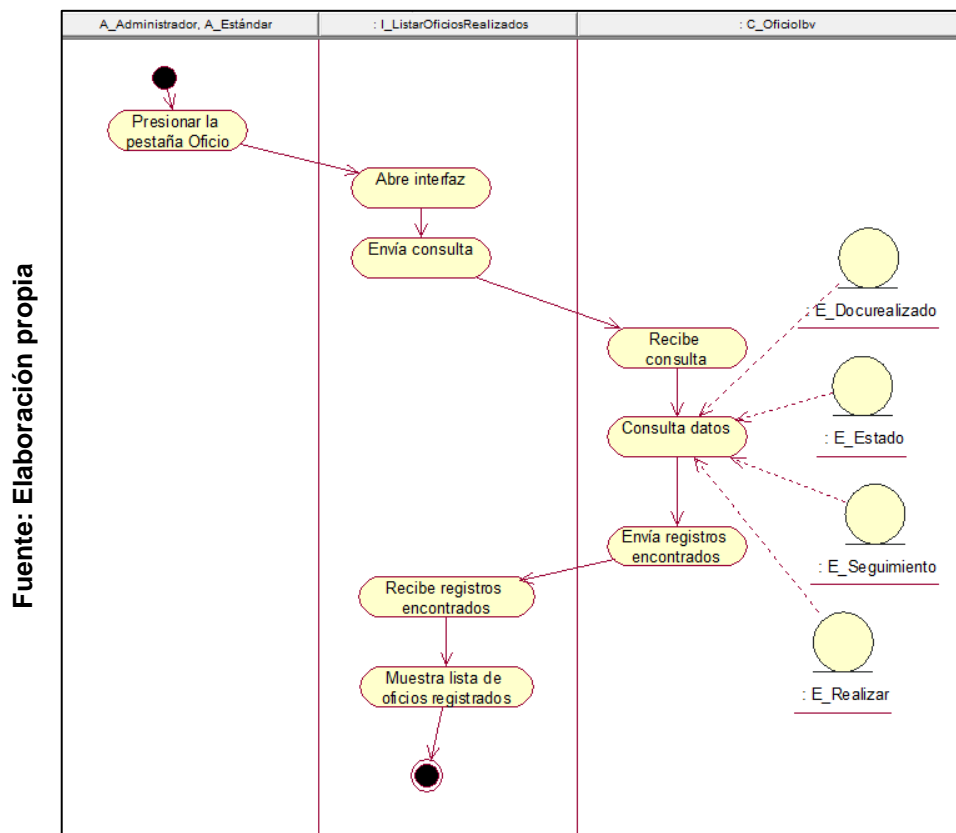 A_Administrador, A_Estándar
: I_ListarOficiosRealizados
: C_OficioIbv
Presionar la
pestaña Oficio
Abre interfaz
Envía consulta
Recibe
consulta
Consulta datos
Envía registros
encontrados
Recibe registros
encontrados
Muestra lista de
oficios registrados
: E_Docurealizado
: E_Estado
: E_Seguimiento
: E_Realizar
Fuente: Elaboración propia